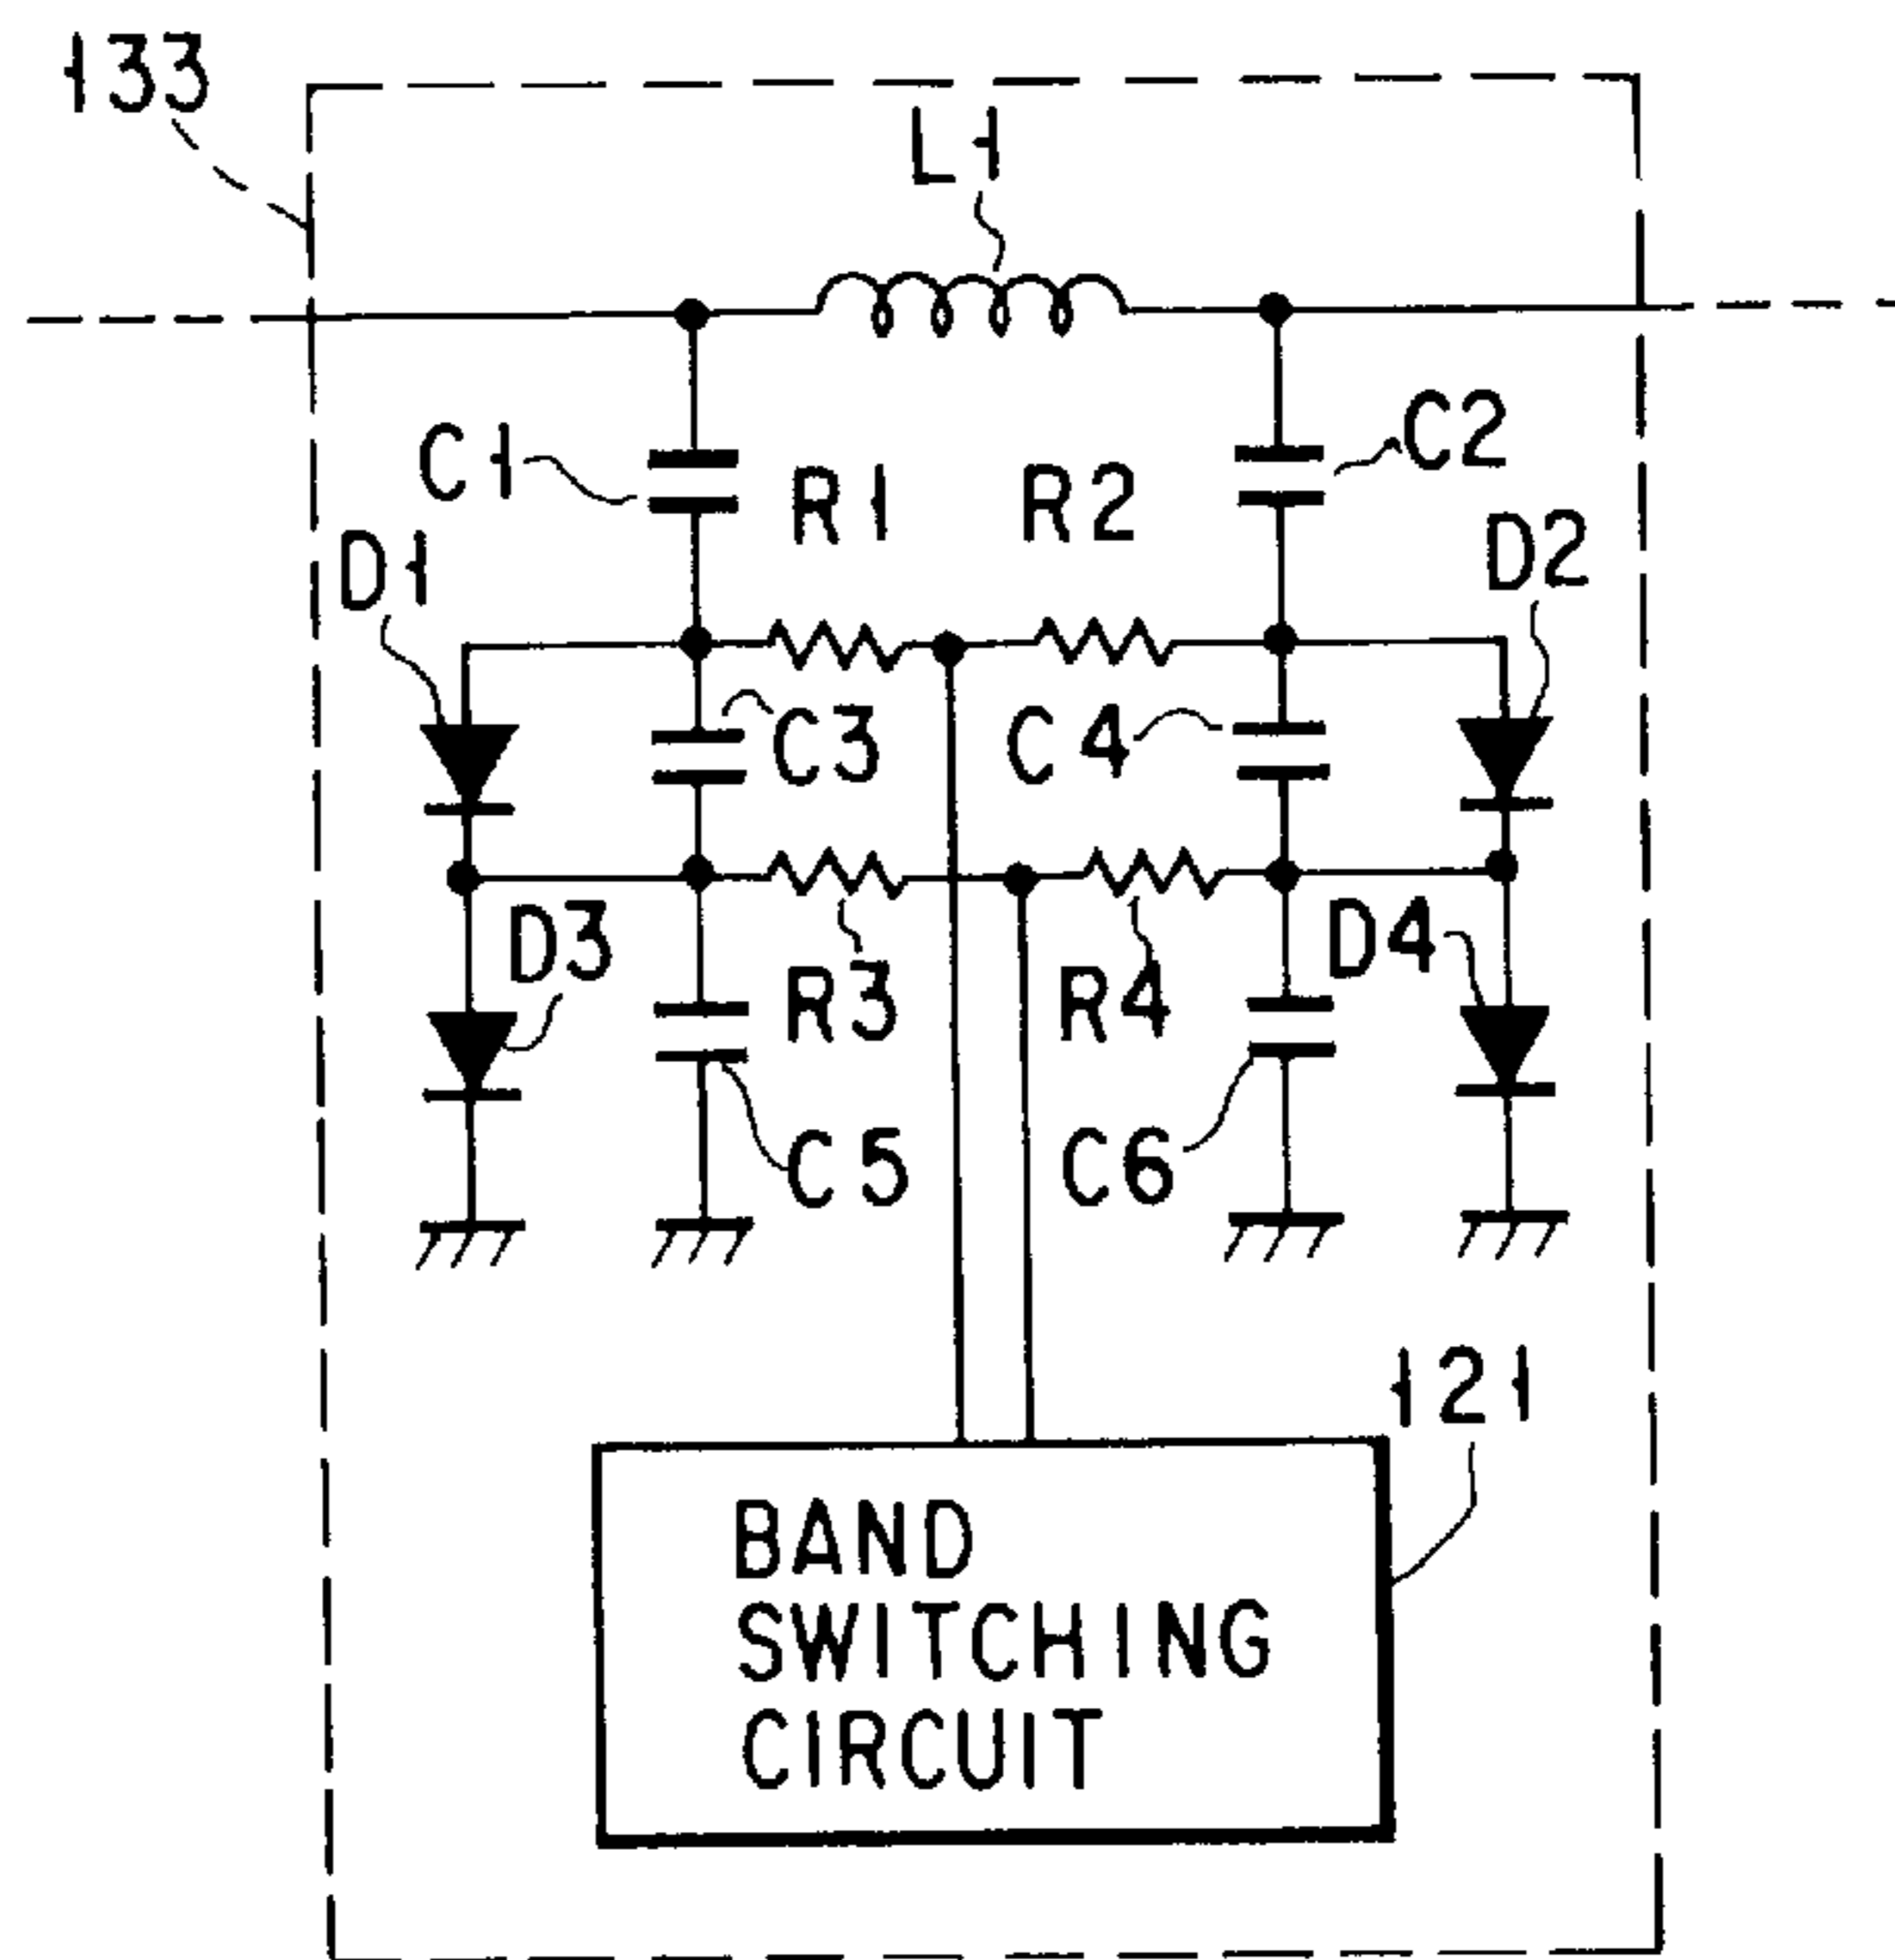 133
L1
C1
R1
R2
C2
D1
D2
C3
C4
D3
R3
R4
D4
C5
C6
121
BAND
SWITCHING
CIRCUIT